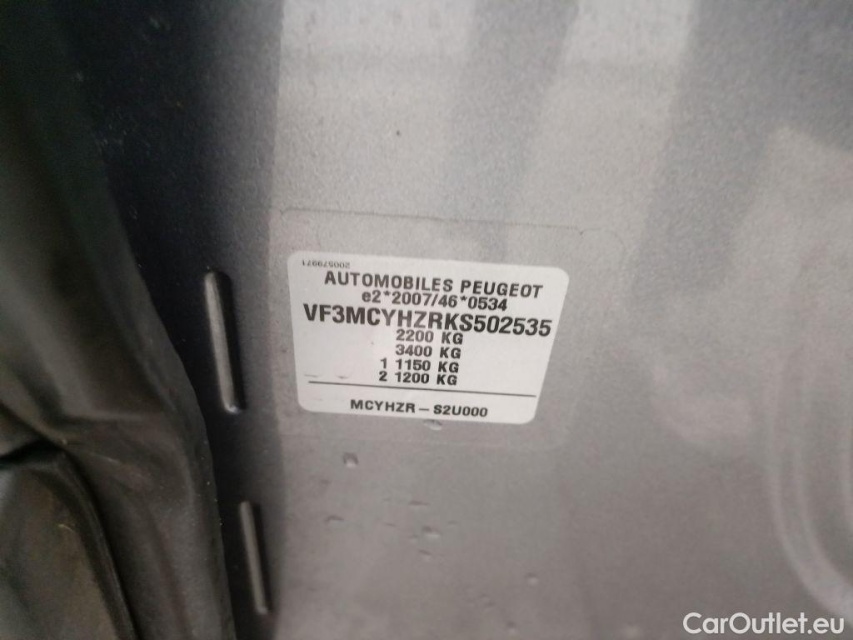 200579971
AUTOMOBILES PEUGEOT
e2*2007/46*0534
VF3MCYHZRKS502535
2200 KG
3400 KG
1 1150 KG
2 1200 KG
MCYHZR-S2U000
CarOutlet.eu